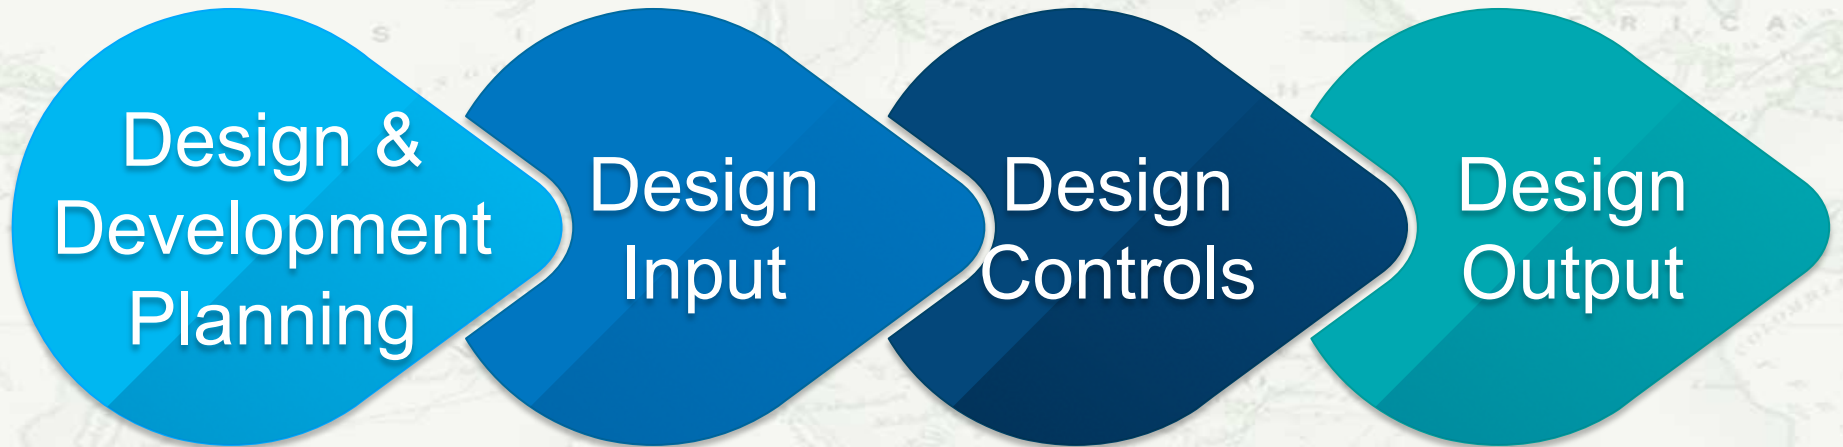 Design &
Development
Planning
Design
Input
Design
Controls
Design
Output